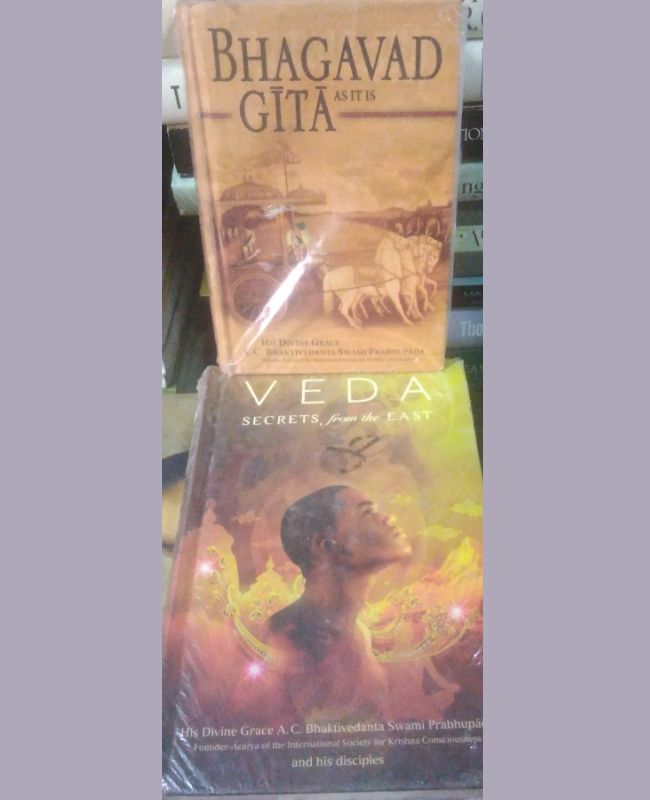 BHAGAVAD
GĪTĀ AS IT IS
HIS DIVINE GRACE
A.C. BHAKTIVEDANTA SWAMI PRABHUPĀDA
VEDA
SECRETS from the EAST
His Divine Grace A.C. Bhaktivedanta Swami Prabhupā
Founder-Ācārya of the International Society for Krishna Consciousness
and his disciples